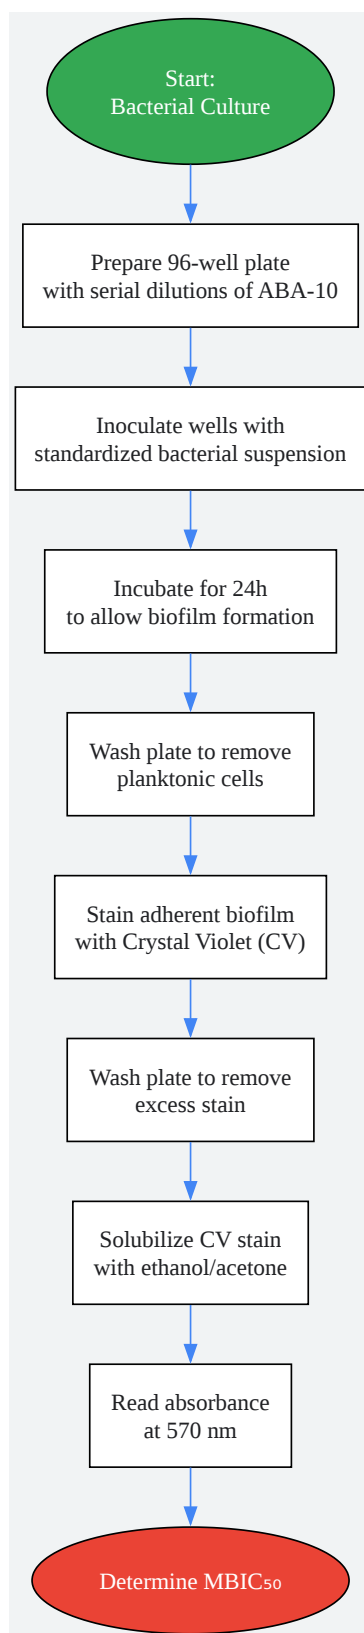 Start:
Bacterial Culture
Prepare 96-well plate
with serial dilutions of ABA-10
Inoculate wells with
standardized bacterial suspension
Incubate for 24h
to allow biofilm formation
Wash plate to remove
planktonic cells
Stain adherent biofilm
with Crystal Violet (CV)
Wash plate to remove
excess stain
Solubilize CV stain
with ethanol/acetone
Read absorbance
at 570 nm
Determine MBIC₅₀